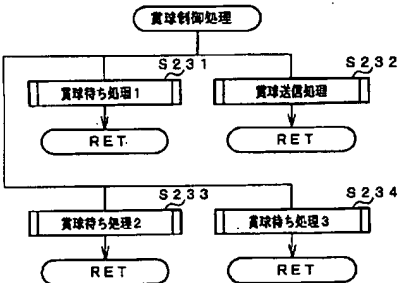 賞球制御処理
S231
S232
賞球待ち処理1
賞球送信処理
RET
RET
S233
S234
賞球待ち処理2
賞球待ち処理3
RET
RET